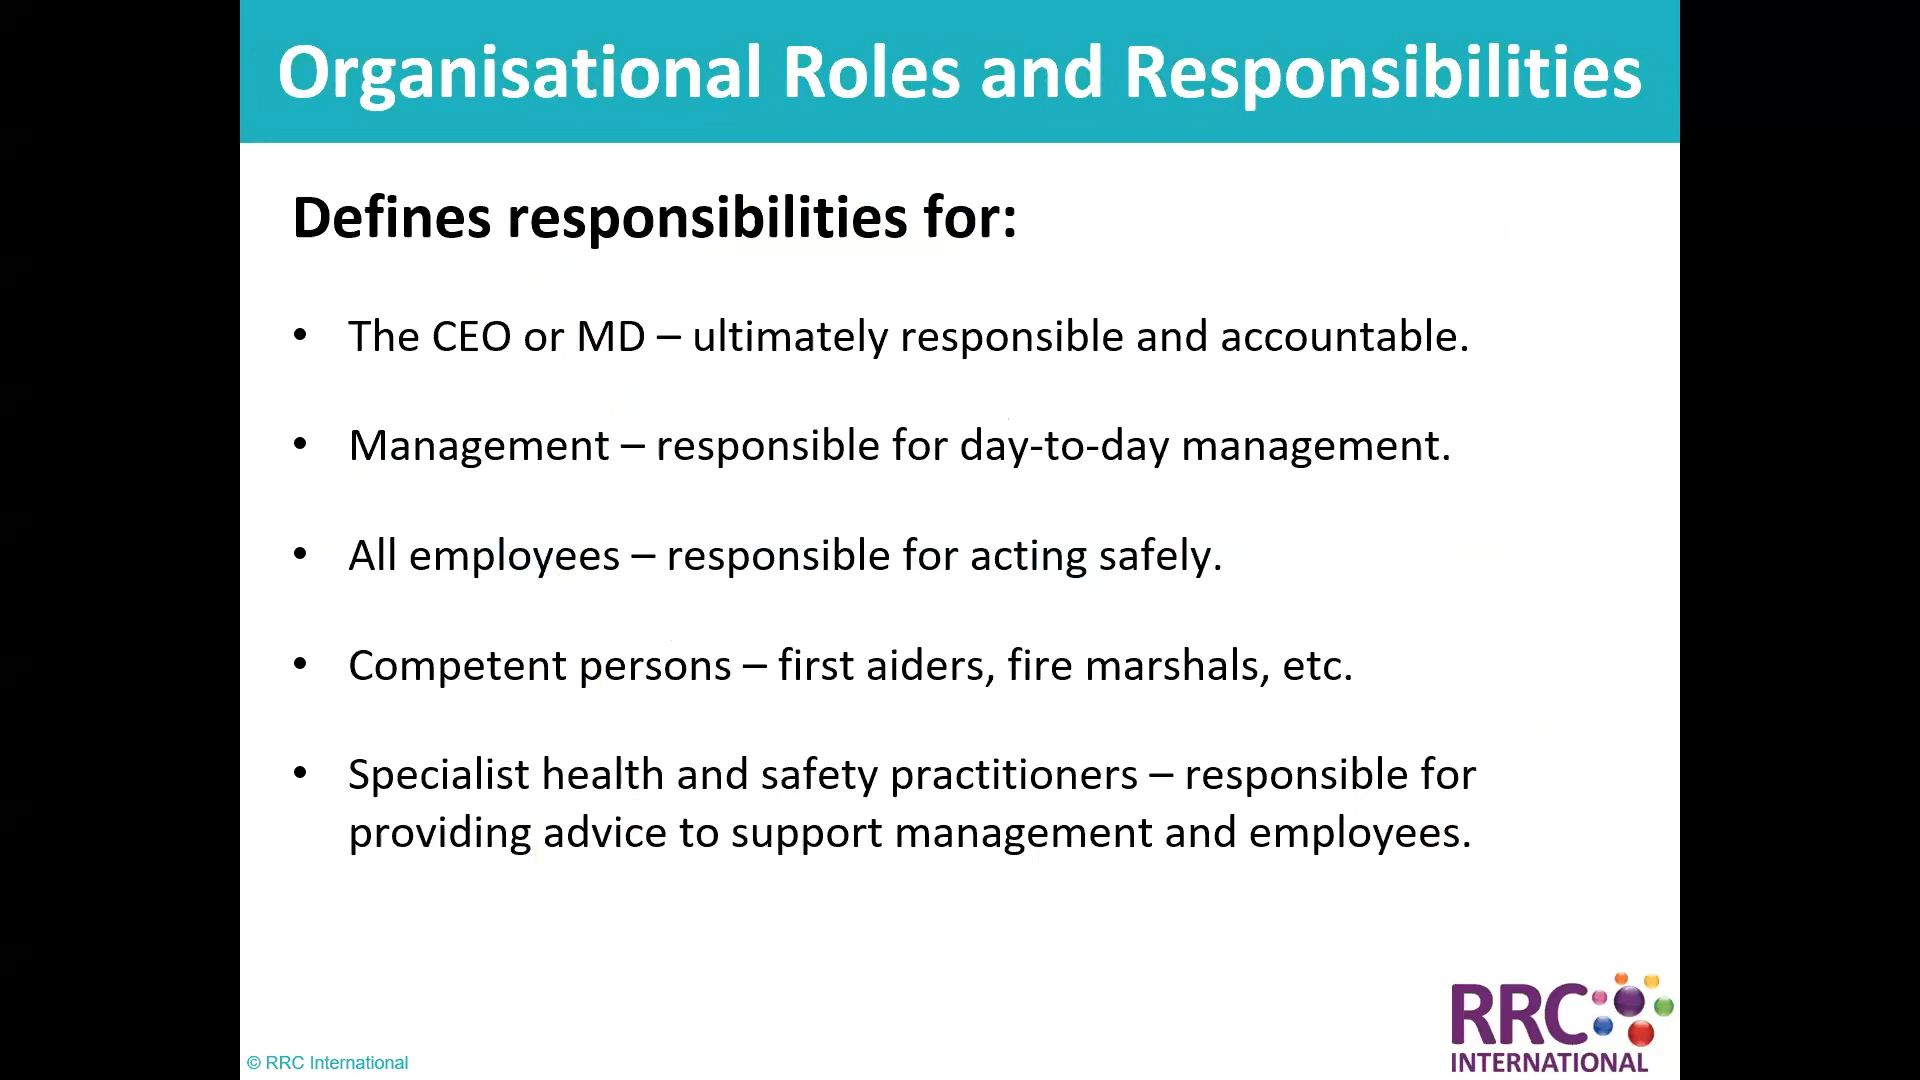 Organisational Roles and Responsibilities
Defines responsibilities for:
• The CEO or MD – ultimately responsible and accountable.
• Management – responsible for day-to-day management.
• All employees – responsible for acting safely.
• Competent persons – first aiders, fire marshals, etc.
• Specialist health and safety practitioners – responsible for
providing advice to support management and employees.
RRC
INTERNATIONAL
© RRC International